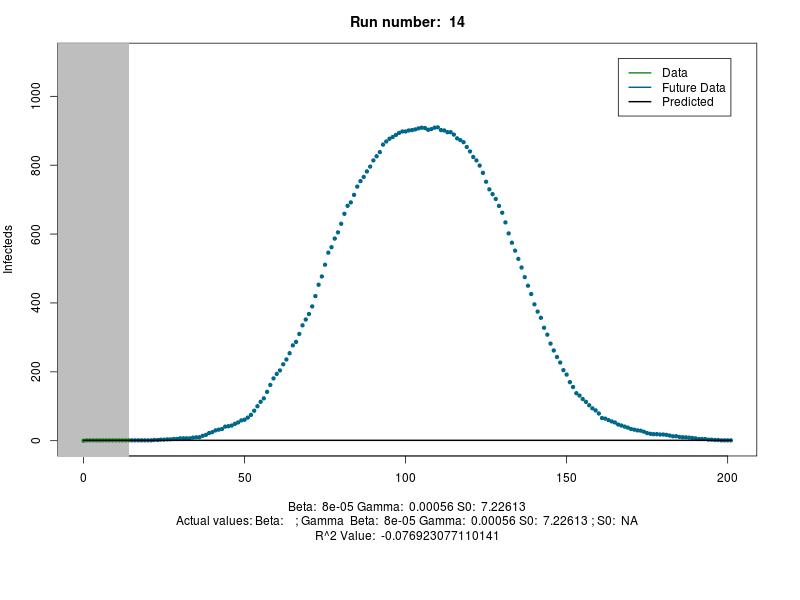 Run number: 14
Data
Future Data
Predicted
Infecteds
1000
800
600
400
200
0
0 50 100 150 200
Beta: 8e-05 Gamma: 0.00056 S0: 7.22613
Actual values: Beta: ; Gamma Beta: 8e-05 Gamma: 0.00056 S0: 7.22613 ; S0: NA
R^2 Value: -0.076923077110141